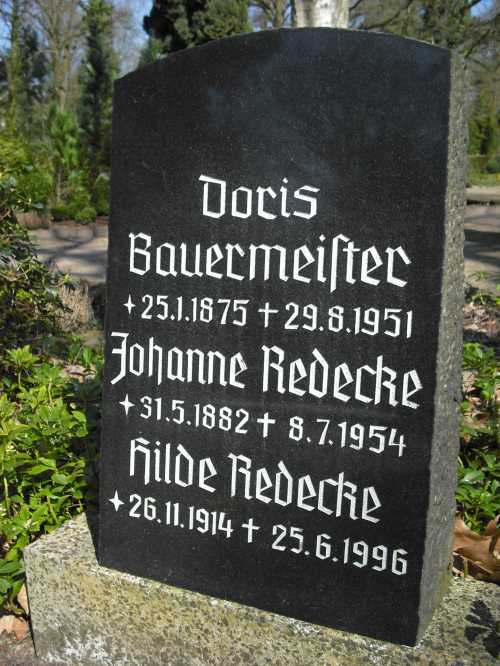 Doris
Bauermeiſter
✦ 25.1.1875 † 29.8.1951
Johanne Redecke
✦ 31.5.1882 † 8.7.1954
Hilde Redecke
✦ 26.11.1914 † 25.6.1996